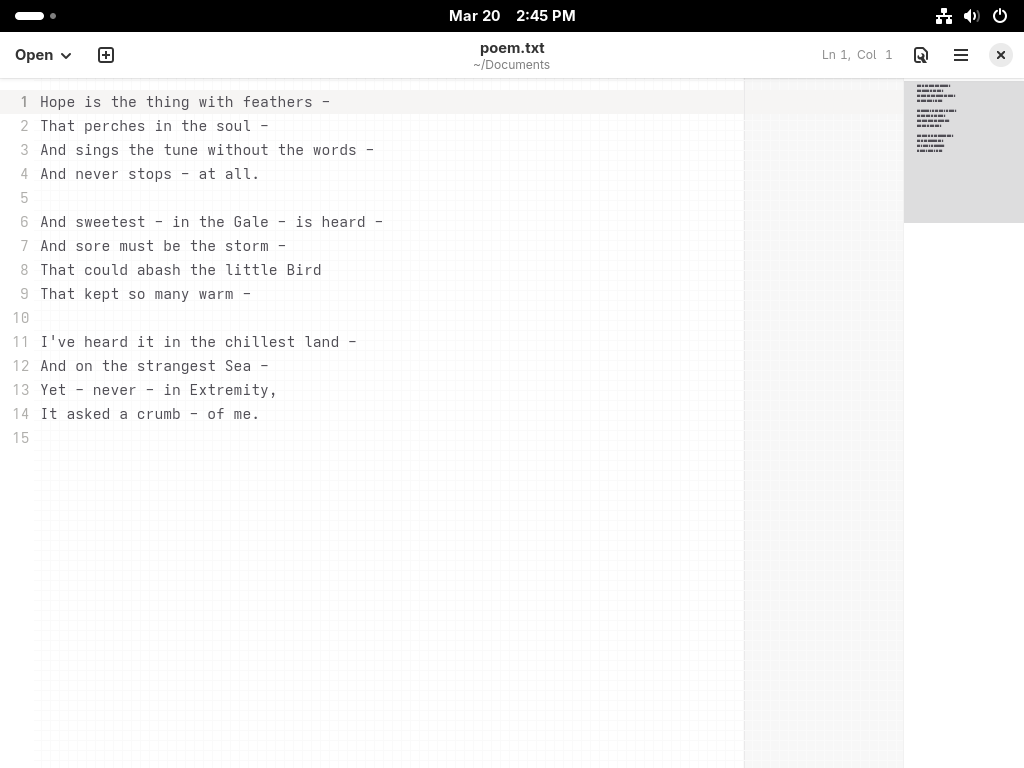 Mar 20 2:45 PM
Open
poem.txt
~/Documents
Ln 1, Col 1
1 Hope is the thing with feathers –
2 That perches in the soul –
3 And sings the tune without the words –
4 And never stops – at all.
5
6 And sweetest – in the Gale – is heard –
7 And sore must be the storm –
8 That could abash the little Bird
9 That kept so many warm –
10
11 I've heard it in the chillest land –
12 And on the strangest Sea –
13 Yet – never – in Extremity,
14 It asked a crumb – of me.
15